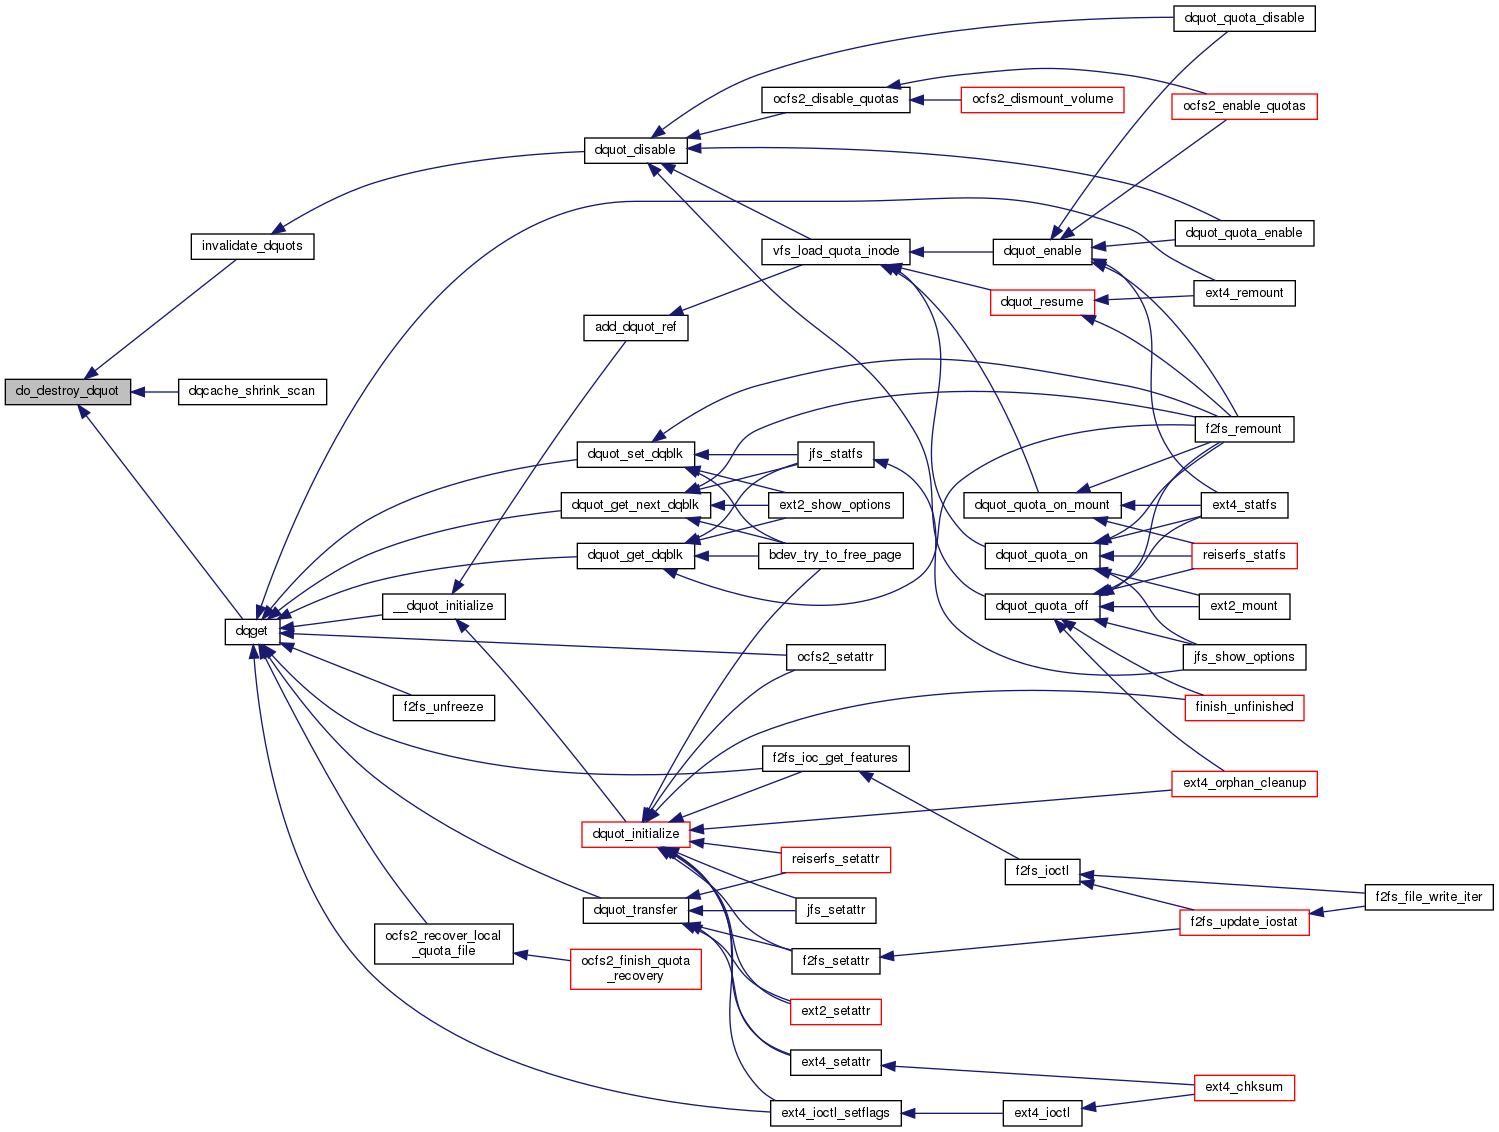 dquot_quota_disable
ocfs2_disable_quotas
ocfs2_dismount_volume
ocfs2_enable_quotas
dquot_disable
invalidate_dquots
vfs_load_quota_inode
dquot_enable
dquot_quota_enable
dquot_resume
ext4_remount
add_dquot_ref
do_destroy_dquot
dqcache_shrink_scan
f2fs_remount
dquot_set_dqblk
jfs_statfs
dquot_get_next_dqblk
ext2_show_options
dquot_quota_on_mount
ext4_statfs
dquot_get_dqblk
bdev_try_to_free_page
dquot_quota_on
reiserfs_statfs
__dquot_initialize
dquot_quota_off
ext2_mount
dqget
ocfs2_setattr
jfs_show_options
f2fs_unfreeze
finish_unfinished
f2fs_ioc_get_features
ext4_orphan_cleanup
dquot_initialize
reiserfs_setattr
f2fs_ioctl
f2fs_file_write_iter
dquot_transfer
jfs_setattr
f2fs_update_iostat
ocfs2_recover_local
_quota_file
ocfs2_finish_quota
_recovery
f2fs_setattr
ext2_setattr
ext4_setattr
ext4_chksum
ext4_ioctl_setflags
ext4_ioctl